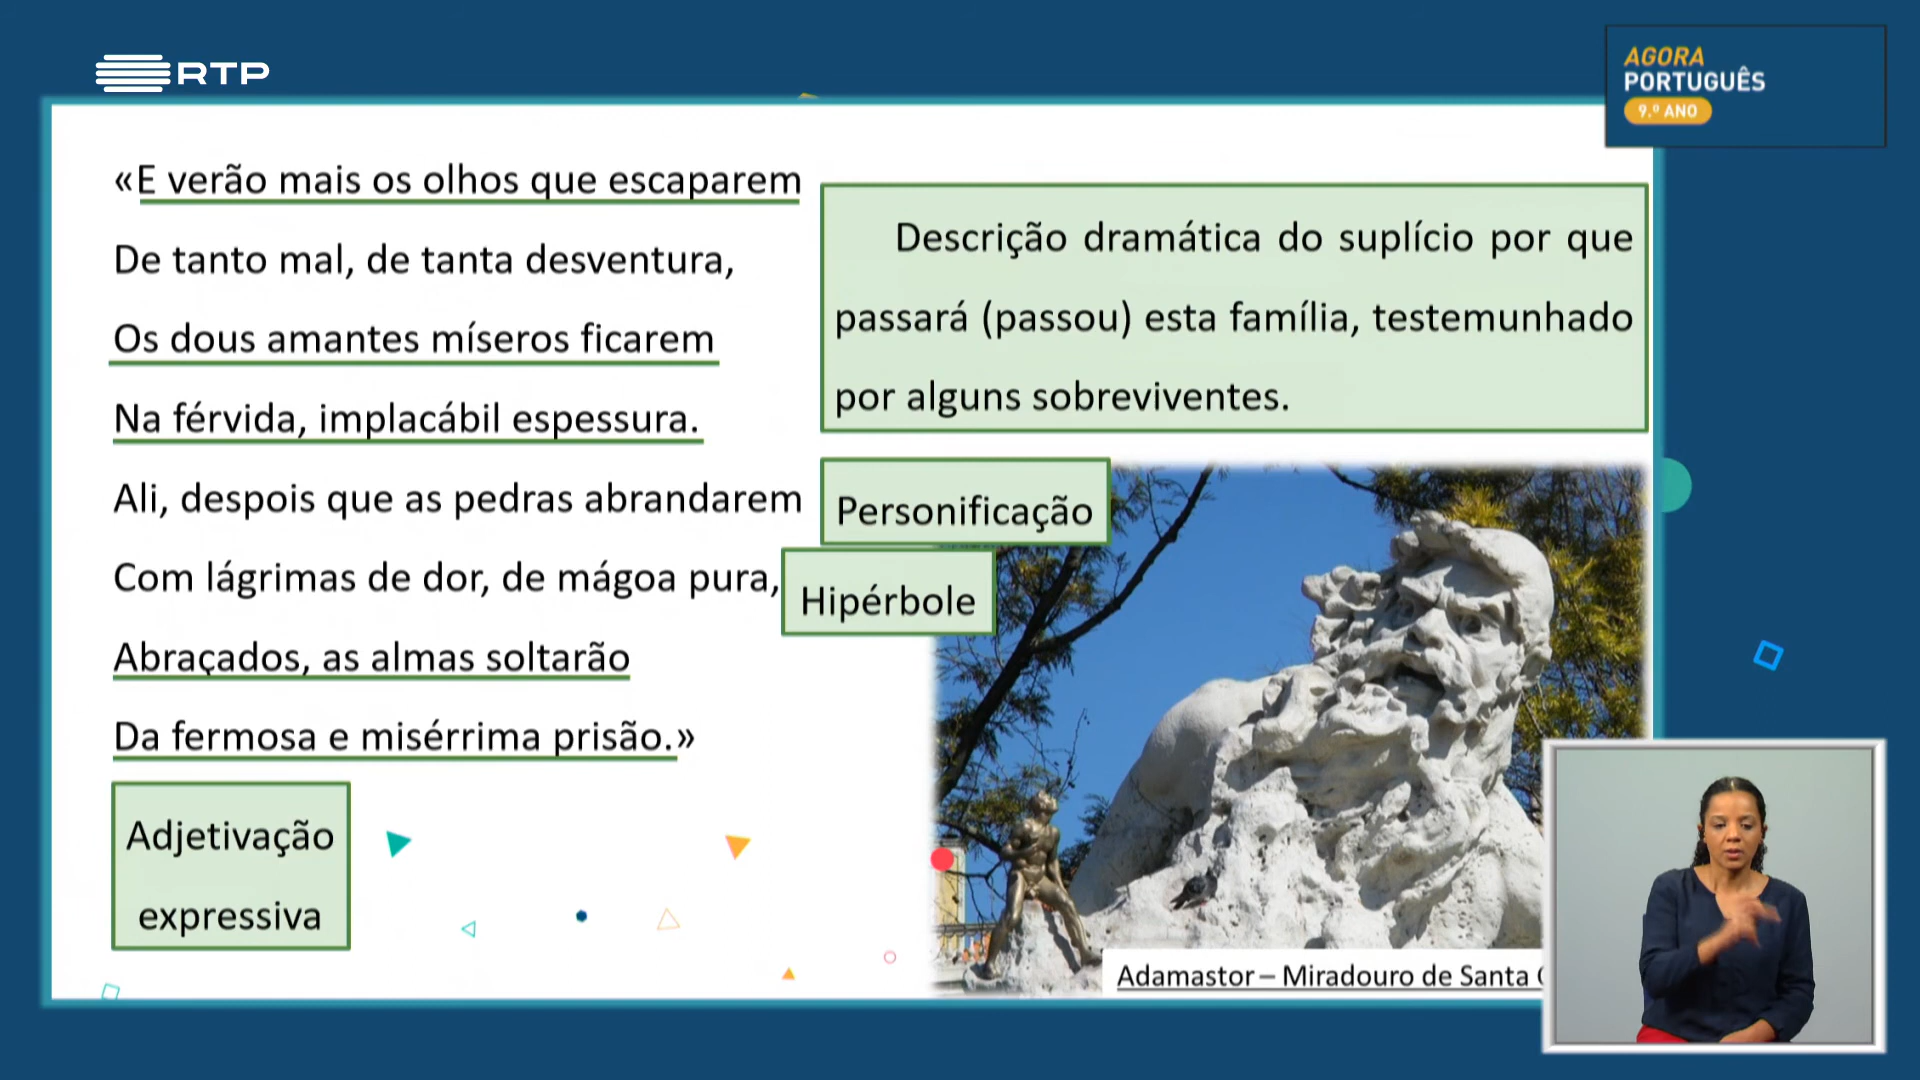 RTP
AGORA
PORTUGUÊS
9.º ANO
«E verão mais os olhos que escaparem
De tanto mal, de tanta desventura,
Os dous amantes míseros ficarem
Na férvida, implacábil espessura.
Ali, despois que as pedras abrandarem
Com lágrimas de dor, de mágoa pura,
Abraçados, as almas soltarão
Da fermosa e misérrima prisão.»
Adjetivação
expressiva
Descrição dramática do suplício por que
passará (passou) esta família, testemunhado
por alguns sobreviventes.
Personificação
Hipérbole
Adamastor – Miradouro de Santa